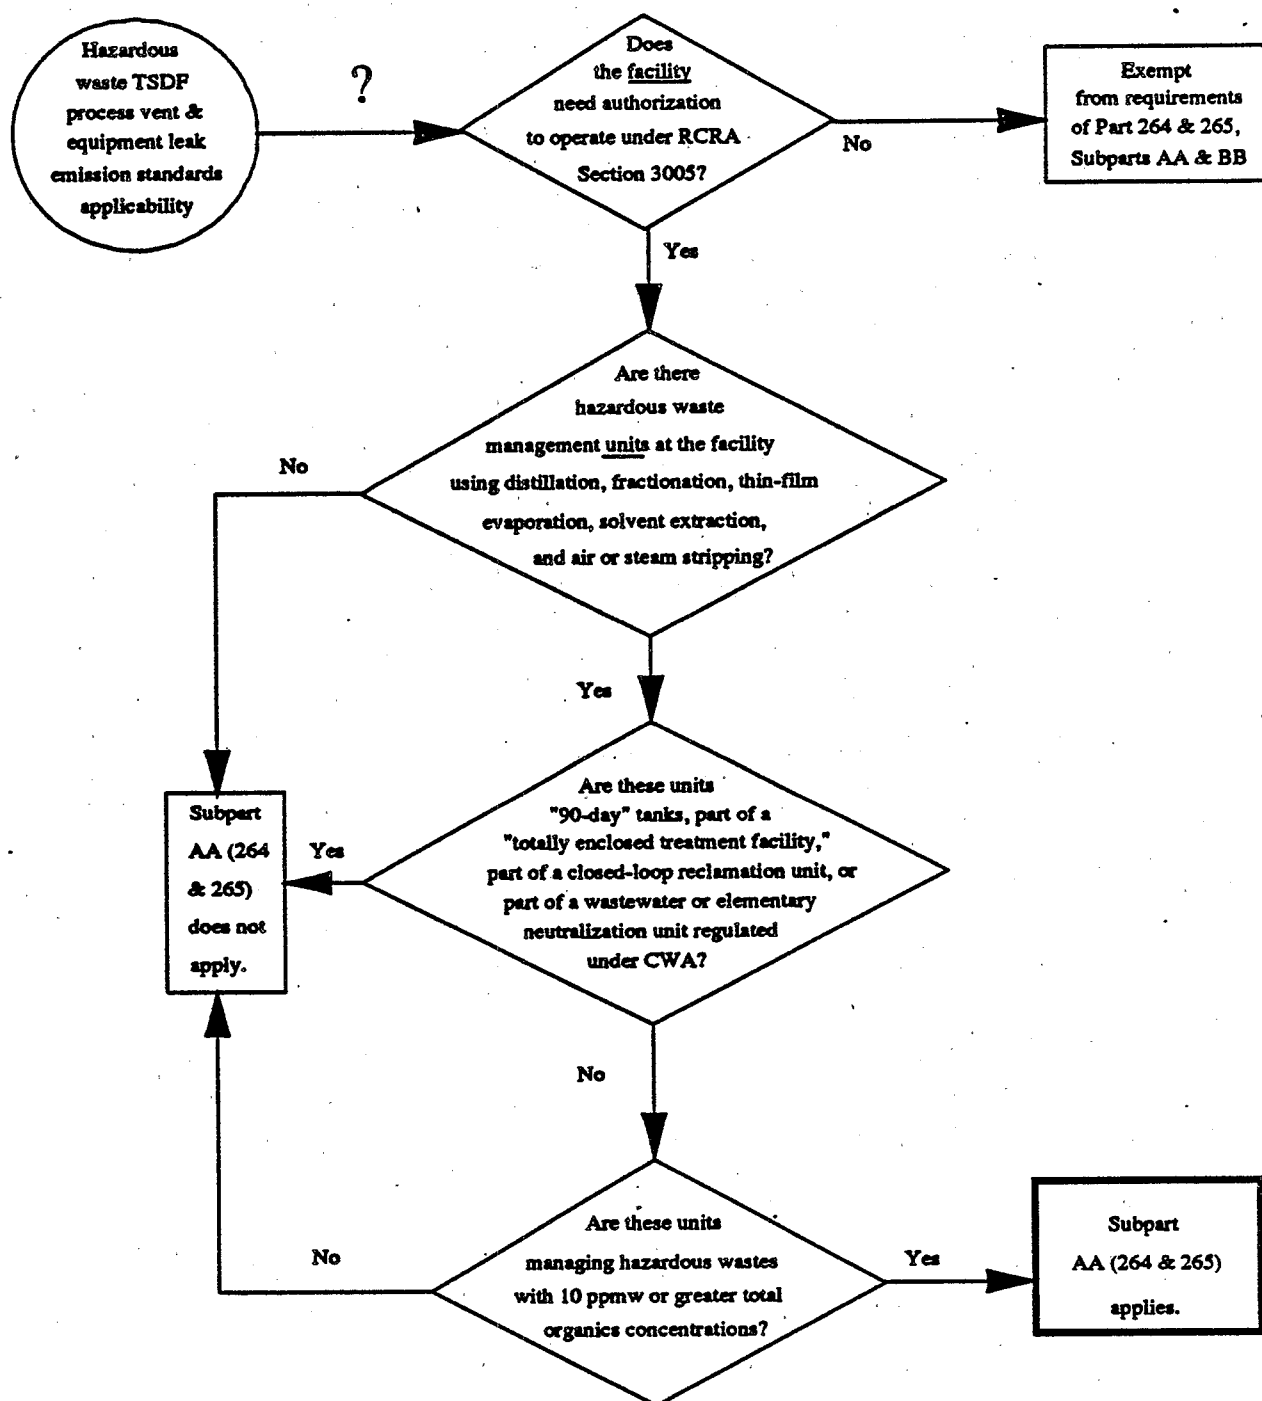 Hazardous
waste TSDF
process vent &
equipment leak
emission standards
applicability
?
Does
the facility
need authorization
to operate under RCRA
Section 3005?
No
Exempt
from requirements
of Part 264 & 265,
Subparts AA & BB
Yes
Are there
hazardous waste
management units at the facility
using distillation, fractionation, thin-film
evaporation, solvent extraction,
and air or steam stripping?
No
Yes
Are these units
"90-day" tanks, part of a
"totally enclosed treatment facility,"
part of a closed-loop reclamation unit, or
part of a wastewater or elementary
neutralization unit regulated
under CWA?
Yes
Subpart
AA (264
& 265)
does not
apply.
No
Are these units
managing hazardous wastes
with 10 ppmw or greater total
organics concentrations?
No
Yes
Subpart
AA (264 & 265)
applies.